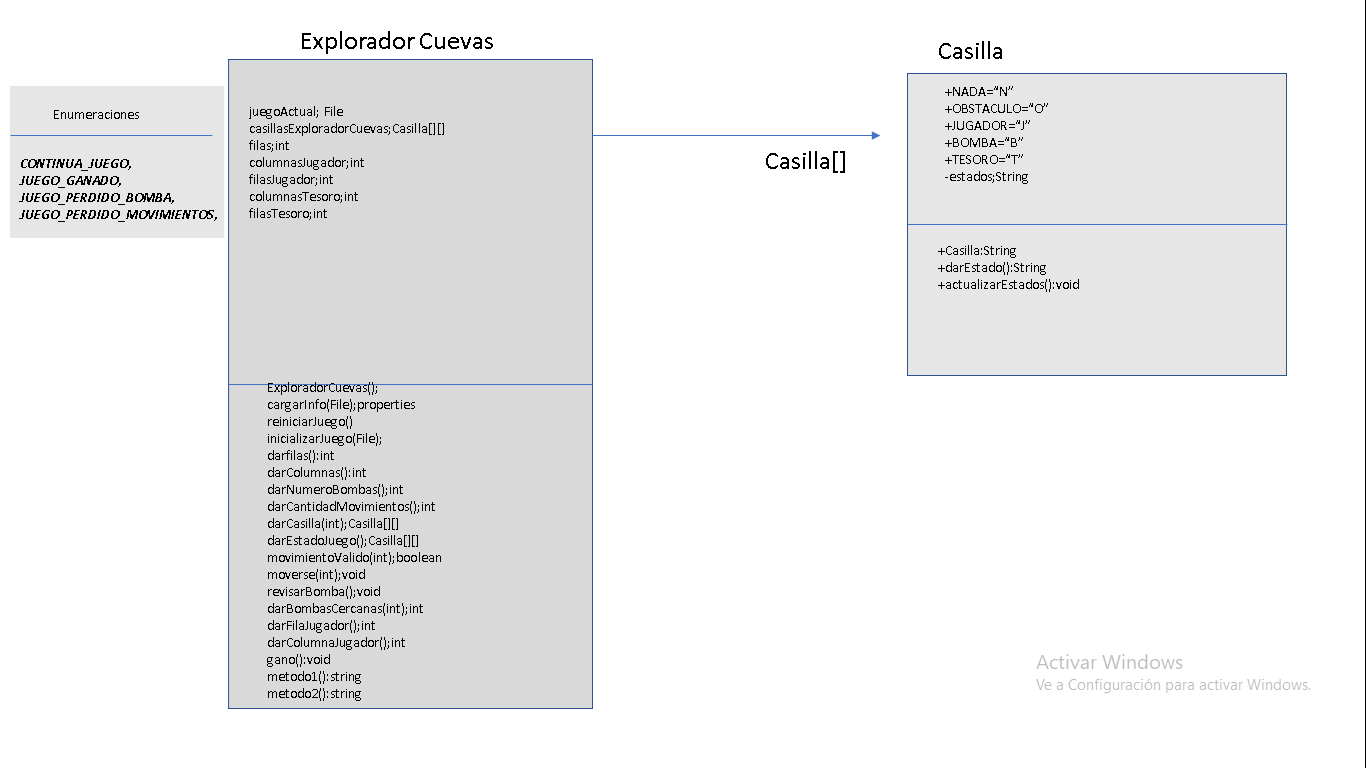 Explorador Cuevas
Casilla
Enumeraciones
CONTINUA_JUEGO,
JUEGO_GANADO,
JUEGO_PERDIDO_BOMBA,
JUEGO_PERDIDO_MOVIMIENTOS,
juegoActual; File
casillasExploradorCuevas;Casilla[][]
filas;int
columnasJugador;int
filasJugador;int
columnasTesoro;int
filasTesoro;int
ExploradorCuevas();
cargarInfo(File);properties
reiniciarJuego()
inicializarJuego(File);
darfilas():int
darColumnas():int
darNumeroBombas();int
darCantidadMovimientos();int
darCasilla(int);Casilla[][]
darEstadoJuego();Casilla[][]
movimientoValido(int);boolean
moverse(int);void
revisarBomba();void
darBombasCercanas(int);int
darFilaJugador();int
darColumnaJugador();int
gano():void
metodo1():string
metodo2():string
Casilla[]
+NADA=“N”
+OBSTACULO=“O”
+JUGADOR=“J”
+BOMBA=“B”
+TESORO=“T”
-estados;String
+Casilla:String
+darEstado():String
+actualizarEstados():void
Activar Windows
Ve a Configuración para activar Windows.